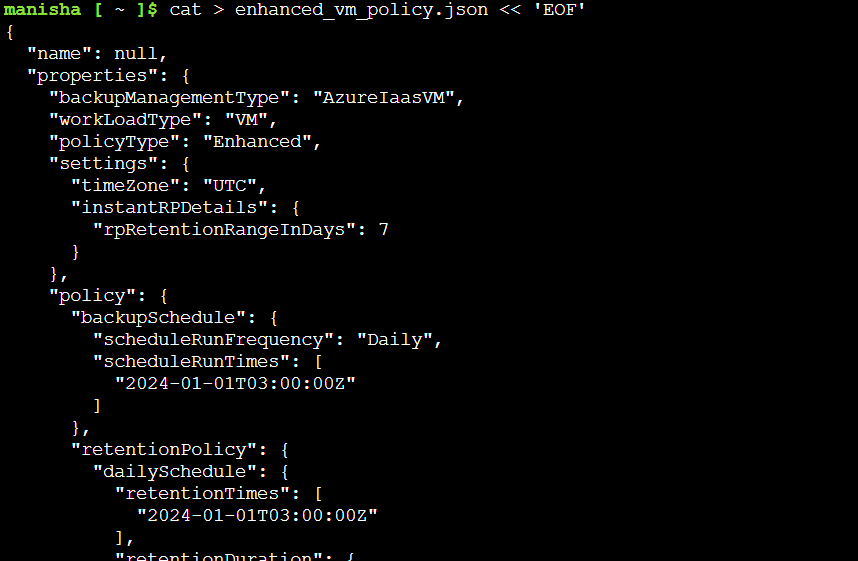 manisha [ ~ ]$ cat > enhanced_vm_policy.json << 'EOF'
{
  "name": null,
  "properties": {
    "backupManagementType": "AzureIaasVM",
    "workLoadType": "VM",
    "policyType": "Enhanced",
    "settings": {
      "timeZone": "UTC",
      "instantRPDetails": {
        "rpRetentionRangeInDays": 7
      }
    },
    "policy": {
      "backupSchedule": {
        "scheduleRunFrequency": "Daily",
        "scheduleRunTimes": [
          "2024-01-01T03:00:00Z"
        ]
      },
      "retentionPolicy": {
        "dailySchedule": {
          "retentionTimes": [
            "2024-01-01T03:00:00Z"
          ],
          "retentionDuration": {